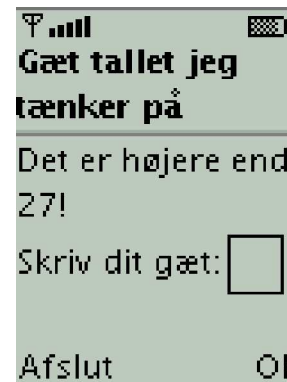 Gæt tallet jeg
tænker på
Det er højere end
27!
Skriv dit gæt:
Afslut